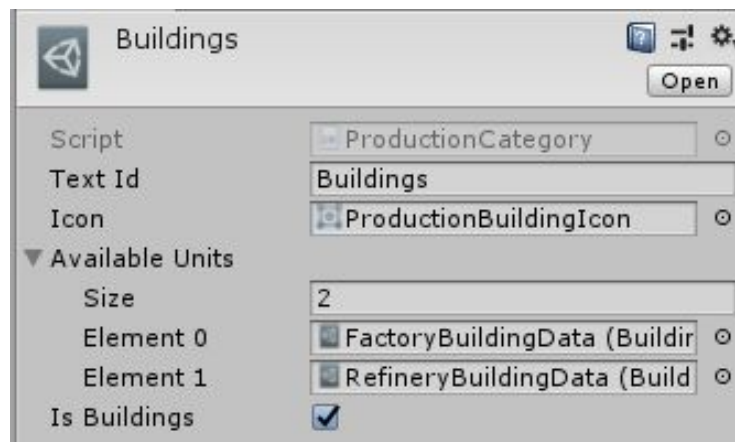 Buildings
Open
Script ProductionCategory
Text Id Buildings
Icon ProductionBuildingIcon
Available Units
Size 2
Element 0 FactoryBuildingData (Buildir
Element 1 RefineryBuildingData (Build
Is Buildings